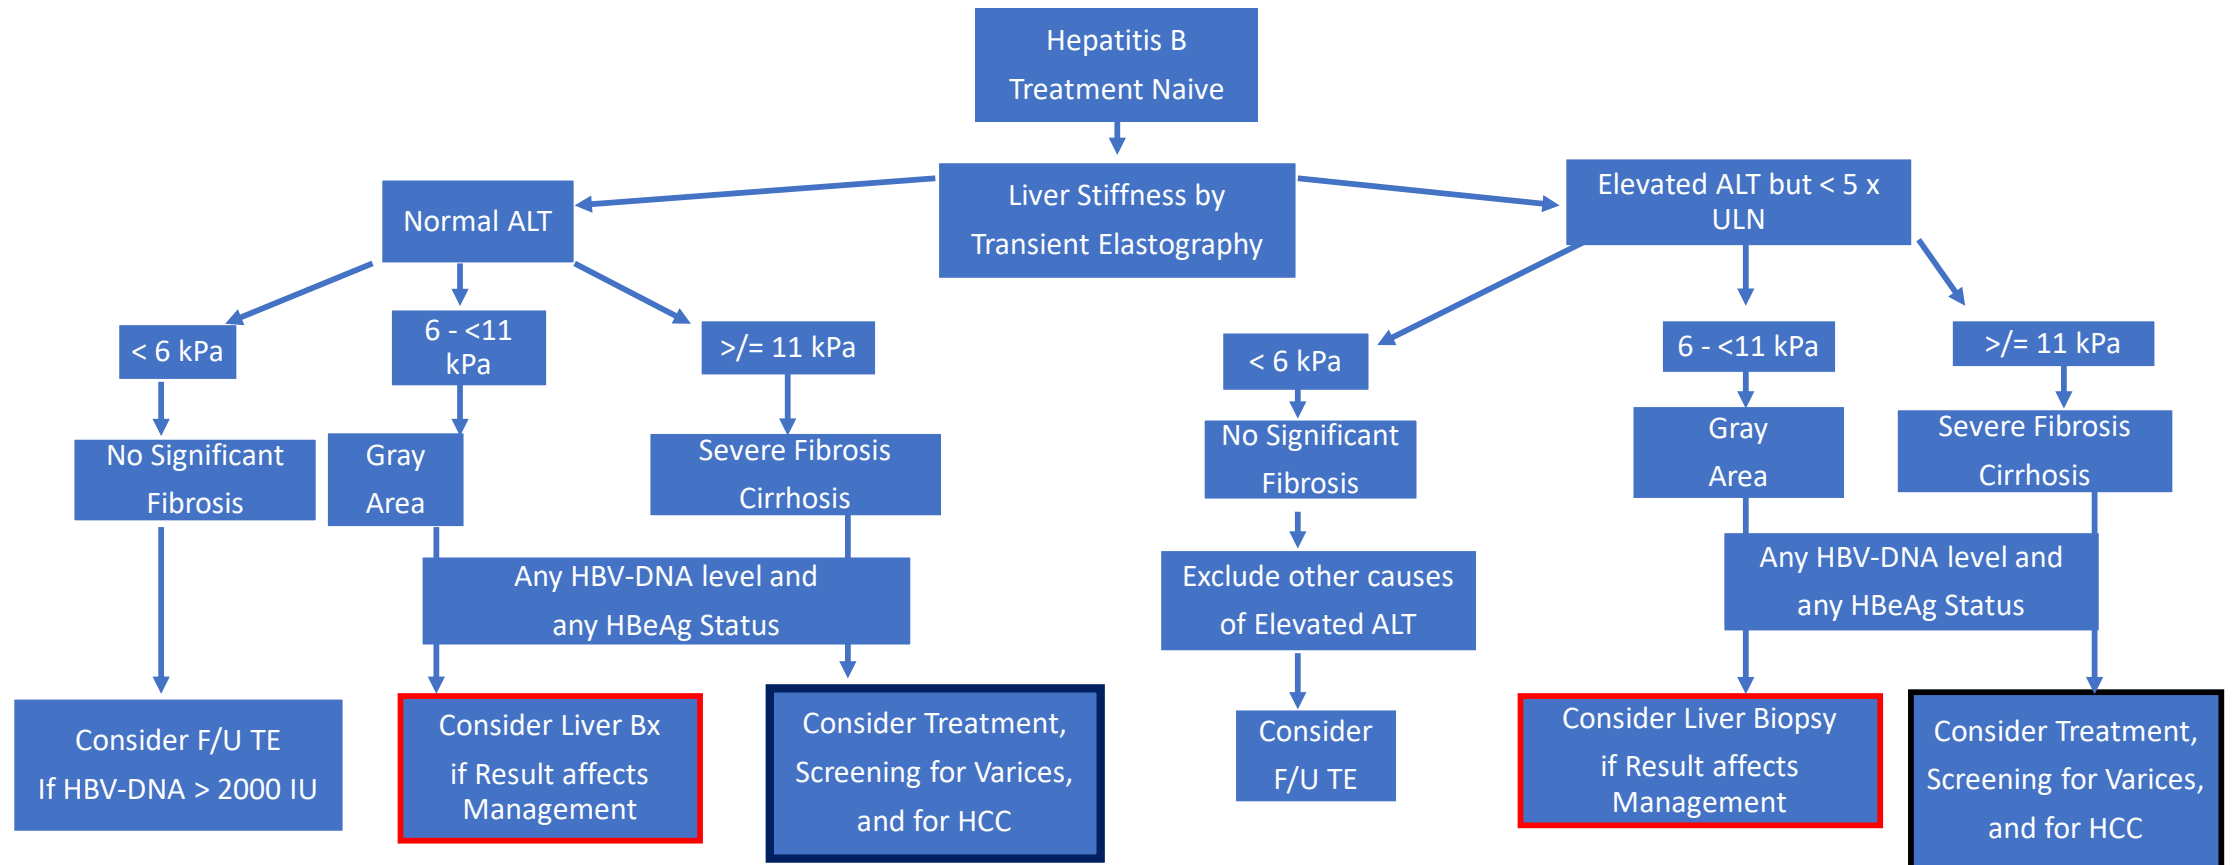 Hepatitis B
Treatment Naive
Liver Stiffness by
Transient Elastography
Normal ALT
Elevated ALT but < 5 x
ULN
< 6 kPa
6 - <11
kPa
>/= 11 kPa
< 6 kPa
6 - <11 kPa
>/= 11 kPa
No Significant
Fibrosis
Gray
Area
Severe Fibrosis
Cirrhosis
No Significant
Fibrosis
Gray
Area
Severe Fibrosis
Cirrhosis
Any HBV-DNA level and
any HBeAg Status
Exclude other causes
of Elevated ALT
Any HBV-DNA level and
any HBeAg Status
Consider F/U TE
If HBV-DNA > 2000 IU
Consider Liver Bx
if Result affects
Management
Consider Treatment,
Screening for Varices,
and for HCC
Consider
F/U TE
Consider Liver Biopsy
if Result affects
Management
Consider Treatment,
Screening for Varices,
and for HCC